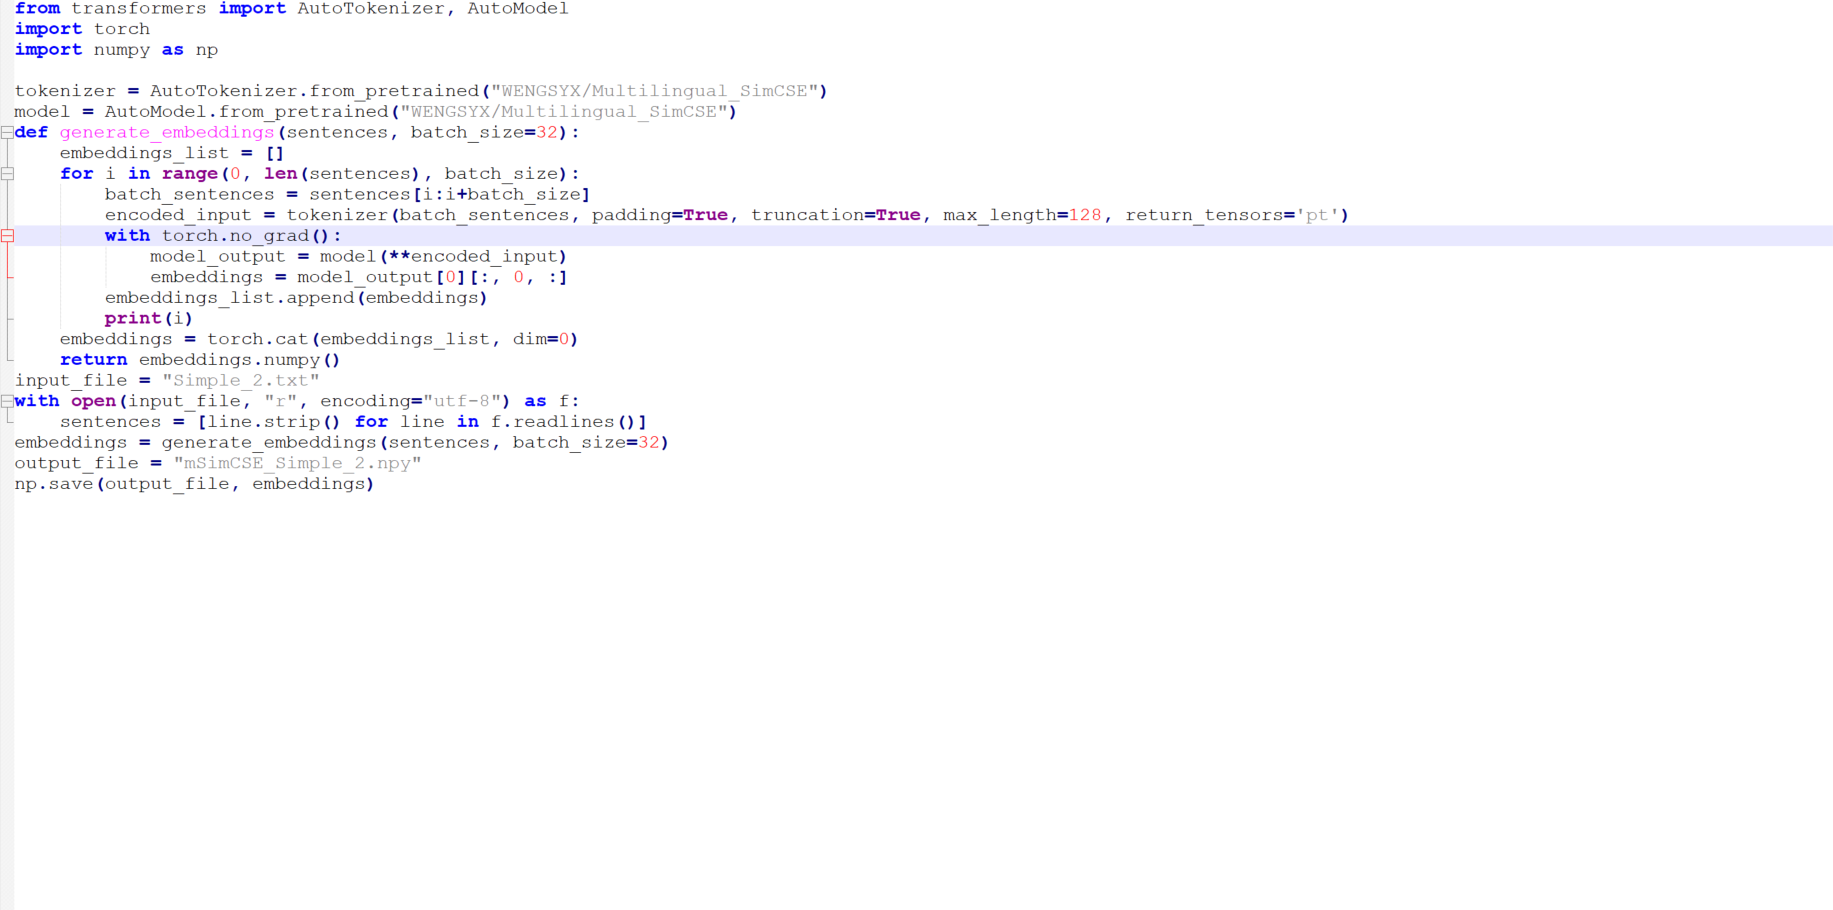 from transformers import AutoTokenizer, AutoModel
import torch
import numpy as np

tokenizer = AutoTokenizer.from_pretrained("WENGSYX/Multilingual_SimCSE")
model = AutoModel.from_pretrained("WENGSYX/Multilingual_SimCSE")
def generate_embeddings(sentences, batch_size=32):
    embeddings_list = []
    for i in range(0, len(sentences), batch_size):
        batch_sentences = sentences[i:i+batch_size]
        encoded_input = tokenizer(batch_sentences, padding=True, truncation=True, max_length=128, return_tensors='pt')
        with torch.no_grad():
            model_output = model(**encoded_input)
            embeddings = model_output[0][:, 0, :]
        embeddings_list.append(embeddings)
        print(i)
    embeddings = torch.cat(embeddings_list, dim=0)
    return embeddings.numpy()
input_file = "Simple_2.txt"
with open(input_file, "r", encoding="utf-8") as f:
    sentences = [line.strip() for line in f.readlines()]
embeddings = generate_embeddings(sentences, batch_size=32)
output_file = "mSimCSE_Simple_2.npy"
np.save(output_file, embeddings)